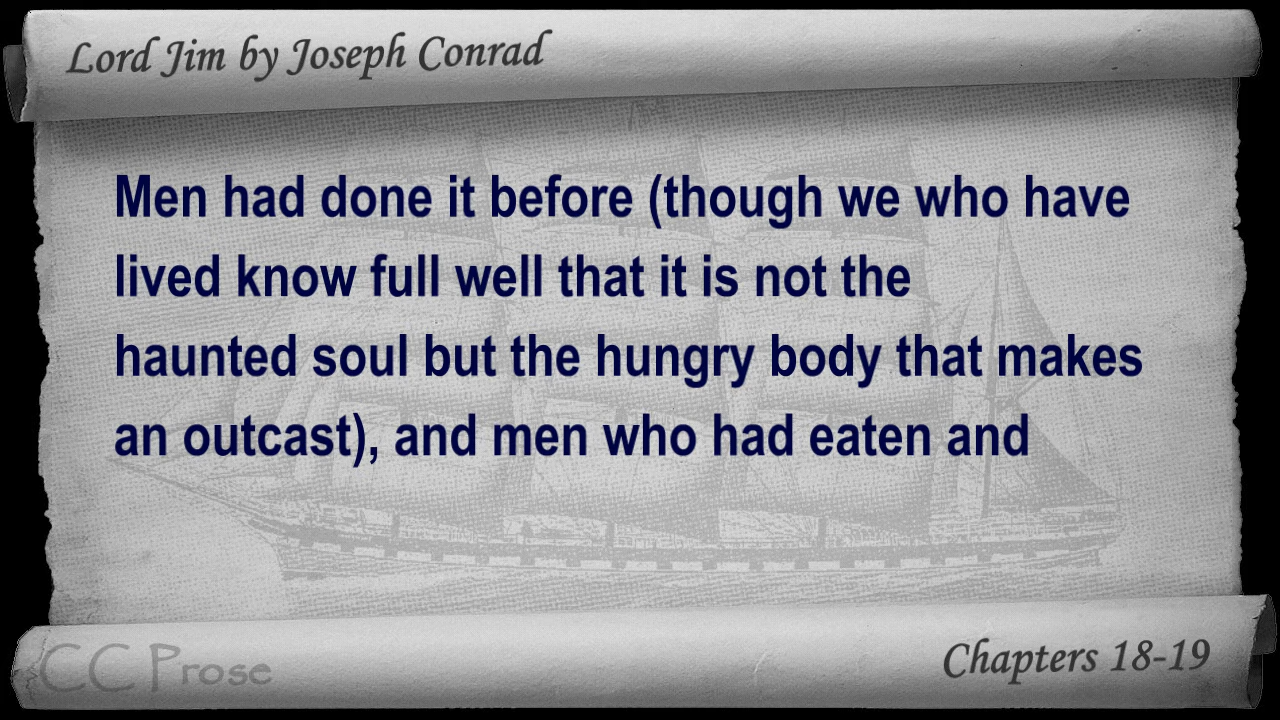 Lord Jim by Joseph Conrad
Men had done it before (though we who have
lived know full well that it is not the
haunted soul but the hungry body that makes
an outcast), and men who had eaten and
CC Prose
Chapters 18-19